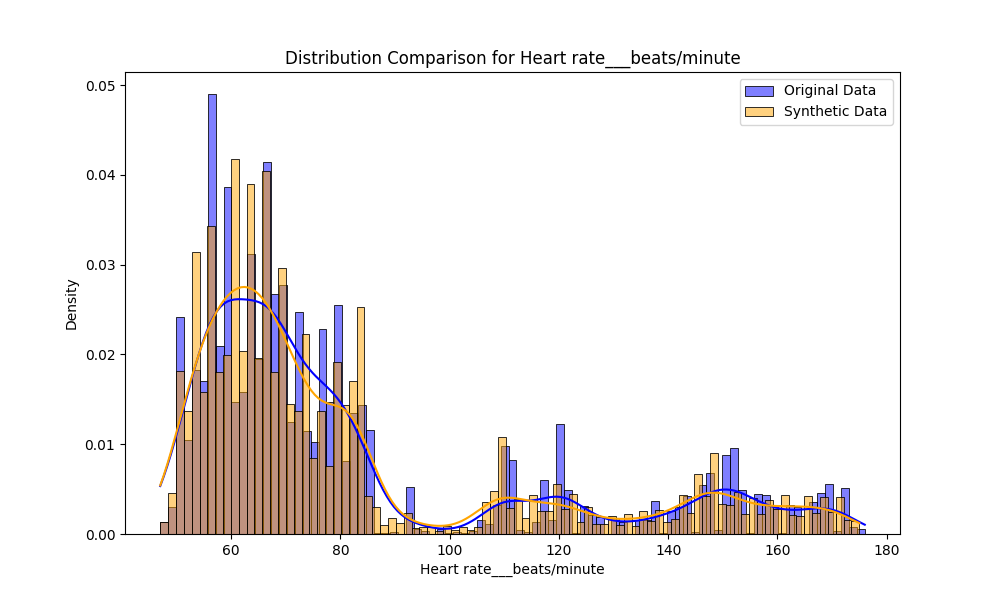 Distribution Comparison for Heart rate___beats/minute
Original Data
Synthetic Data
Density
0.05
0.04
0.03
0.02
0.01
0.00
60 80 100 120 140 160 180
Heart rate___beats/minute